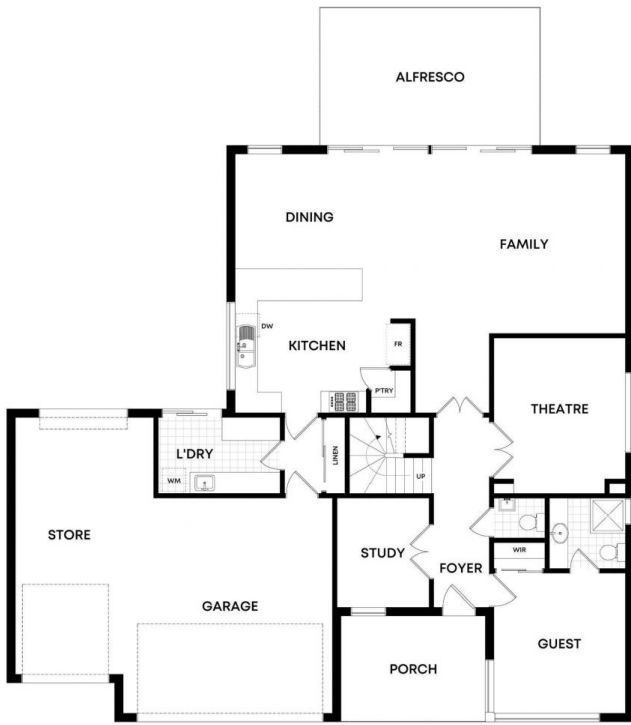 ALFRESCO
DINING
FAMILY
DW
KITCHEN
FR
P'TRY
THEATRE
L'DRY
LINEN
UP
WM
STORE
STUDY
FOYER
WIR
GARAGE
GUEST
PORCH